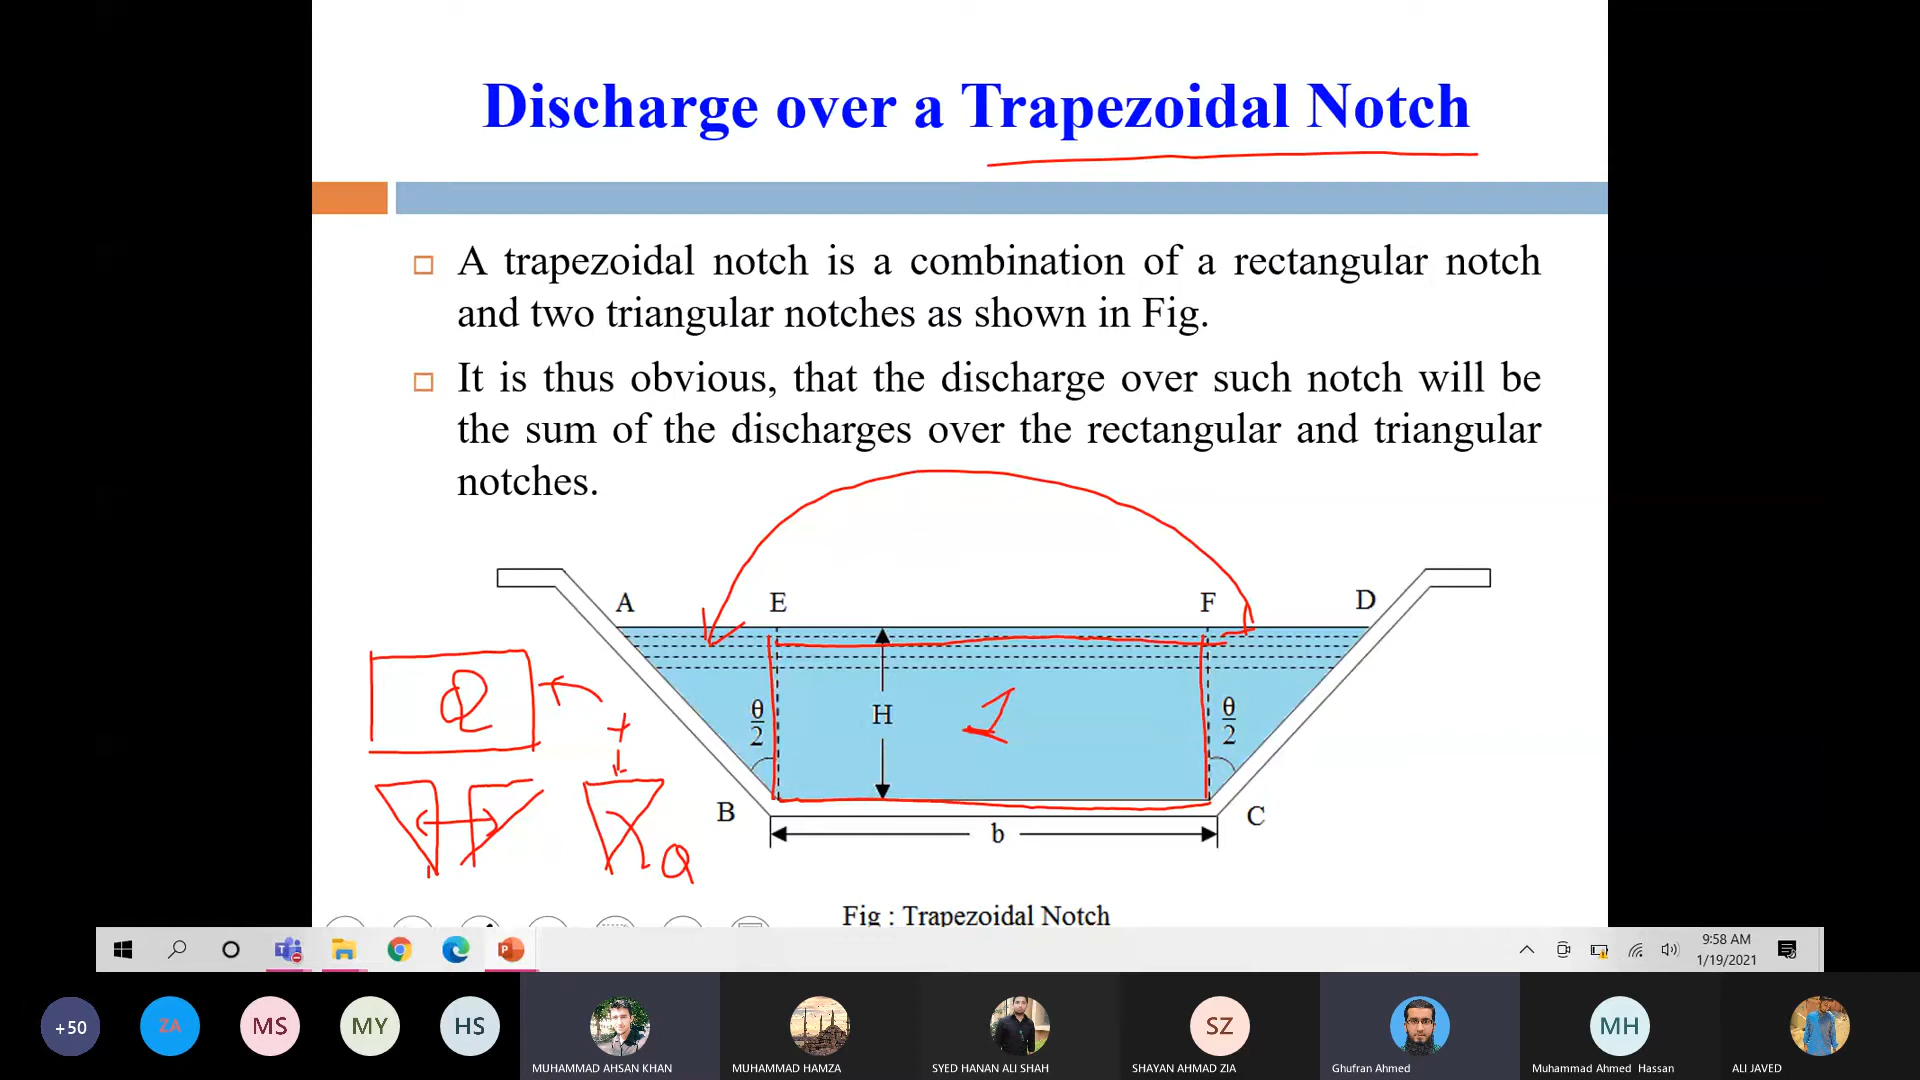 Discharge over a Trapezoidal Notch
A trapezoidal notch is a combination of a rectangular notch
and two triangular notches as shown in Fig.
It is thus obvious, that the discharge over such notch will be
the sum of the discharges over the rectangular and triangular
notches.
A E F D
θ/2 H 1 θ/2
Q
+
B C
b
Q
Fig : Trapezoidal Notch
9:58 AM
1/19/2021
+50 ZA MS MY HS SZ MH
MUHAMMAD AHSAN KHAN MUHAMMAD HAMZA SYED HANAN ALI SHAH SHAYAN AHMAD ZIA Ghufran Ahmed Muhammad Ahmed Hassan ALI JAVED